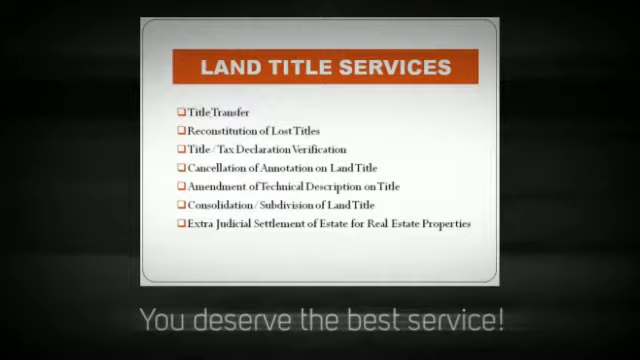 LAND TITLE SERVICES
Title Transfer
Reconstitution of Lost Titles
Title / Tax Declaration Verification
Cancellation of Annotation on Land Title
Amendment of Technical Description on Title
Consolidation / Subdivision of Land Title
Extra Judicial Settlement of Estate for Real Estate Properties
You deserve the best service!